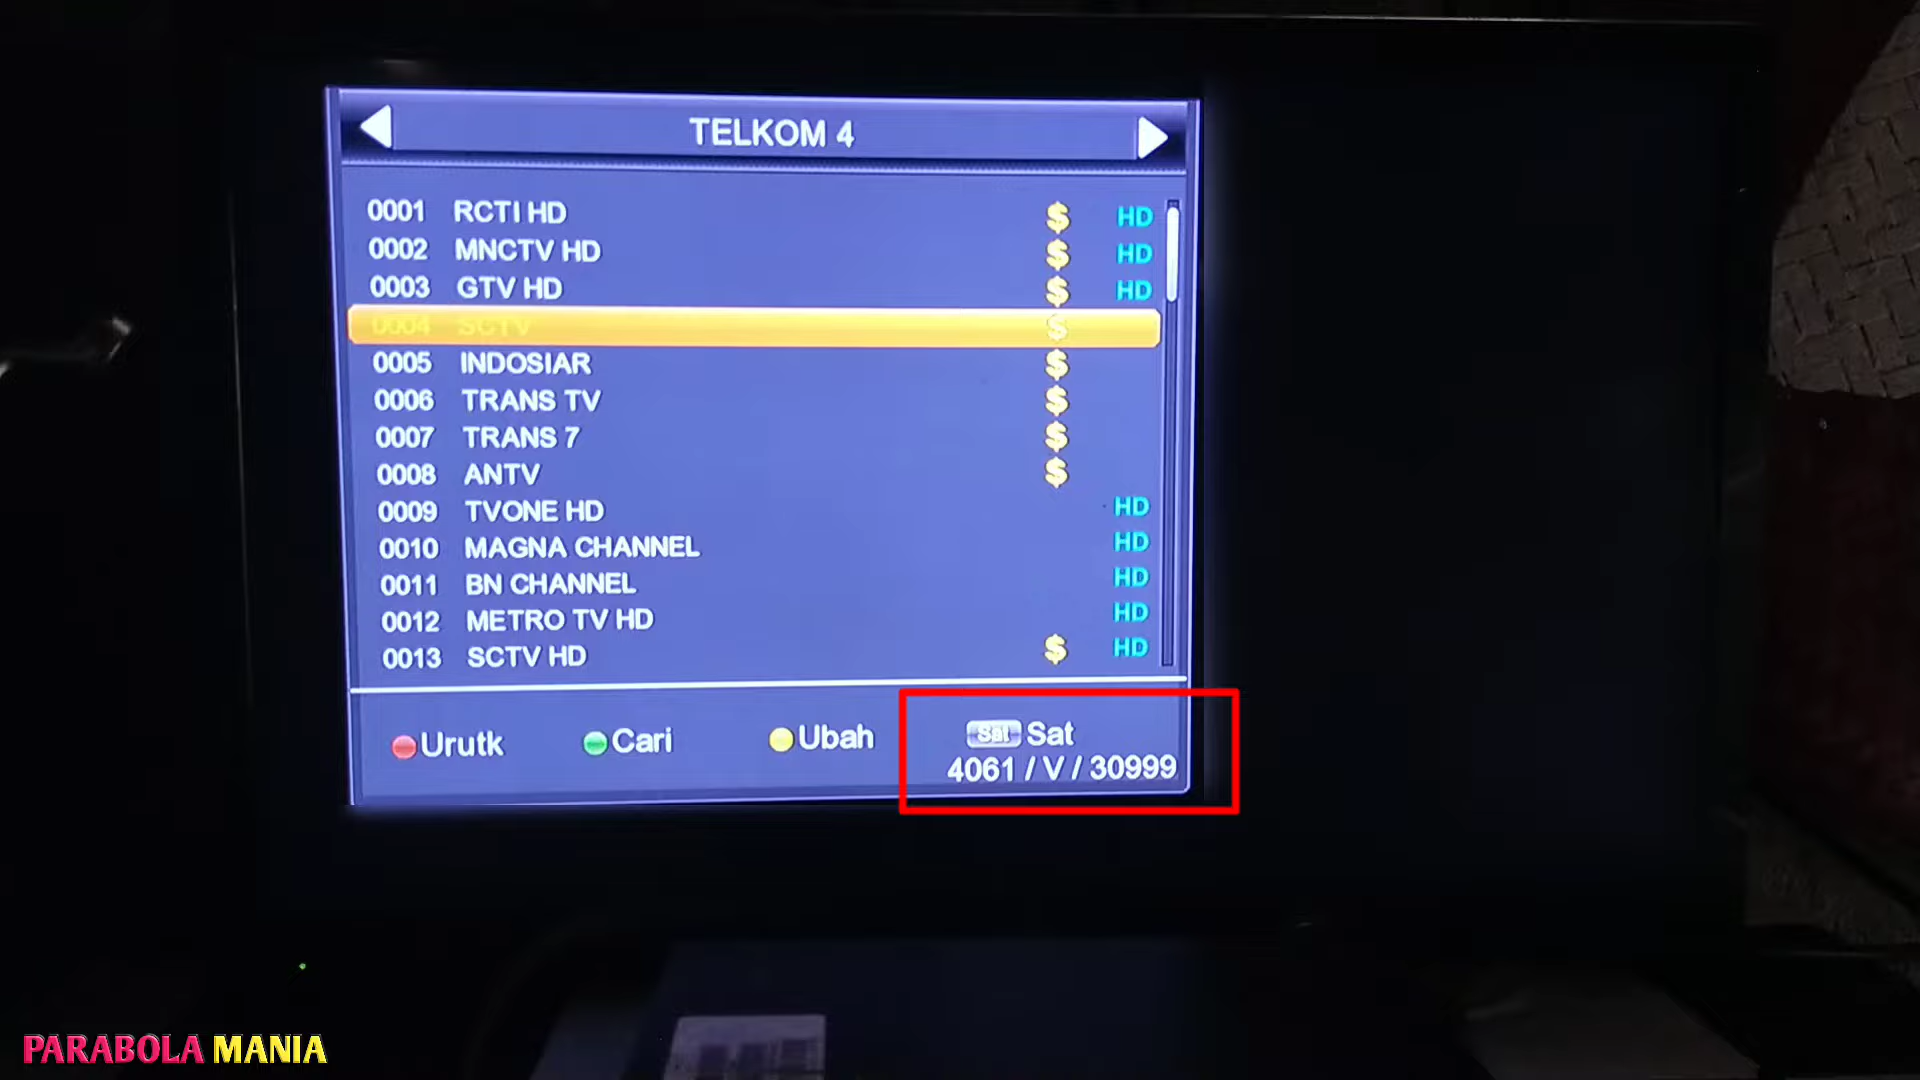 TELKOM 4
0001 RCTI HD $ HD
0002 MNCTV HD $ HD
0003 GTV HD $ HD
0004 SCTV $
0005 INDOSIAR $
0006 TRANS TV $
0007 TRANS 7 $
0008 ANTV $
0009 TVONE HD HD
0010 MAGNA CHANNEL HD
0011 BN CHANNEL HD
0012 METRO TV HD HD
0013 SCTV HD $ HD
Urutk Cari Ubah Sat Sat
4061 / V / 30999
PARABOLA MANIA